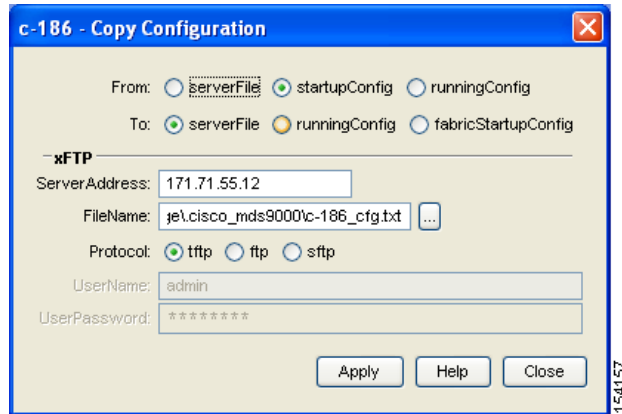 c-186 - Copy Configuration
From: serverFile startupConfig runningConfig
To: serverFile runningConfig fabricStartupConfig
xFTP
ServerAddress: 171.71.55.12
FileName: je\.cisco_mds9000\c-186_cfg.txt ...
Protocol: tftp ftp sftp
UserName: admin
UserPassword: ********
Apply Help Close
154157